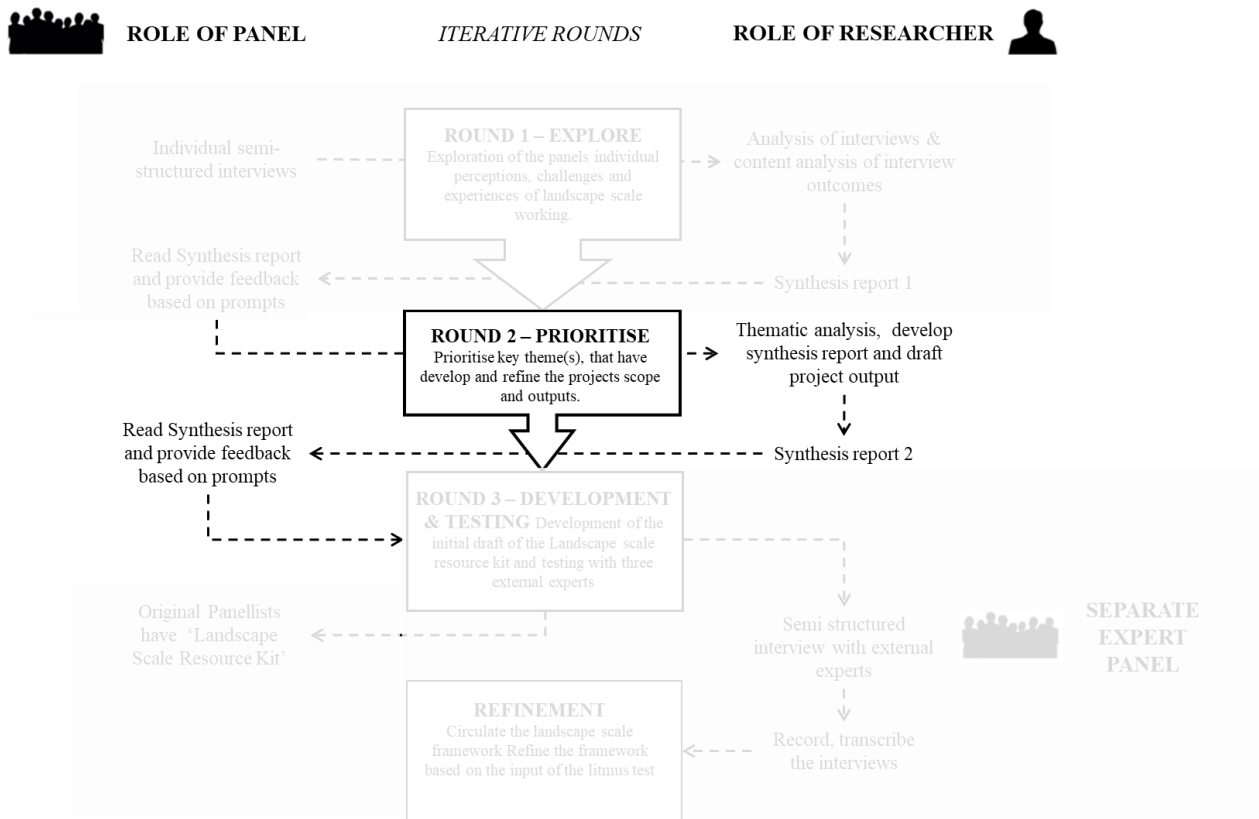 ROLE OF PANEL
ITERATIVE ROUNDS
ROLE OF RESEARCHER
Individual semi-
structured interviews
ROUND 1 – EXPLORE
Exploration of the panels individual
perceptions, challenges and
experiences of landscape scale
working.
Analysis of interviews &
content analysis of interview
outcomes
Read Synthesis report
and provide feedback
based on prompts
Synthesis report 1
ROUND 2 – PRIORITISE
Prioritise key theme(s), that have
develop and refine the projects scope
and outputs.
Thematic analysis, develop
synthesis report and draft
project output
Read Synthesis report
and provide feedback
based on prompts
Synthesis report 2
ROUND 3 – DEVELOPMENT
& TESTING Development of the
initial draft of the Landscape scale
resource kit and testing with three
external experts
Original Panellists
have ‘Landscape
Scale Resource Kit’
Semi structured
interview with external
experts
SEPARATE
EXPERT
PANEL
REFINEMENT
Circulate the landscape scale
framework Refine the framework
based on the input of the litmus test
Record, transcribe
the interviews